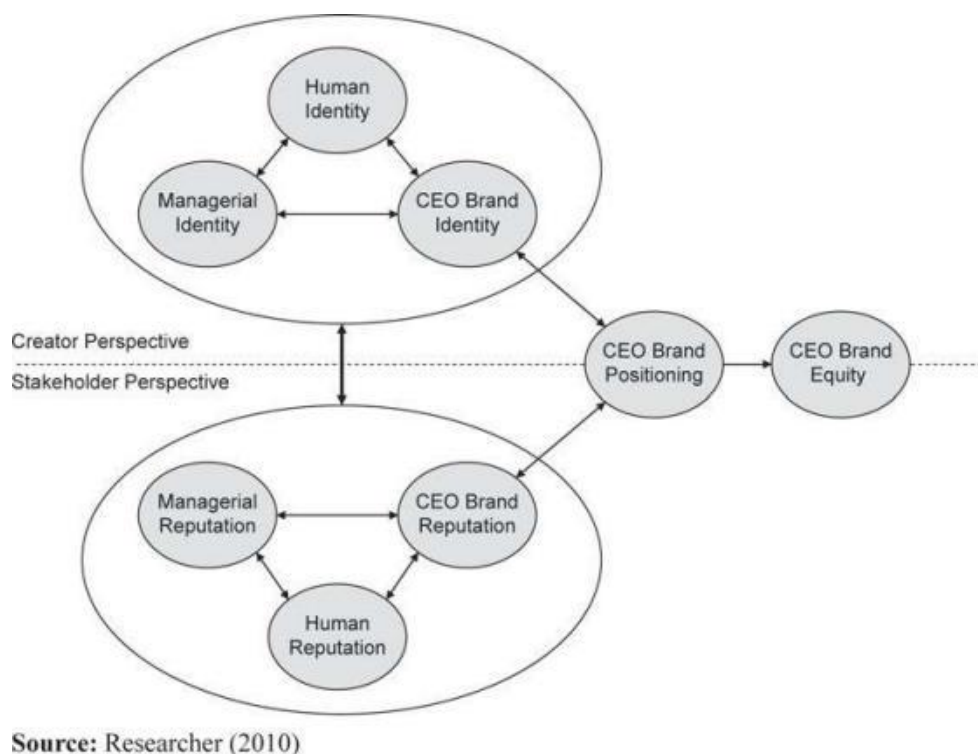 Human
Identity
Managerial
Identity
CEO Brand
Identity
Creator Perspective
Stakeholder Perspective
CEO Brand
Positioning
CEO Brand
Equity
Managerial
Reputation
CEO Brand
Reputation
Human
Reputation
Source: Researcher (2010)